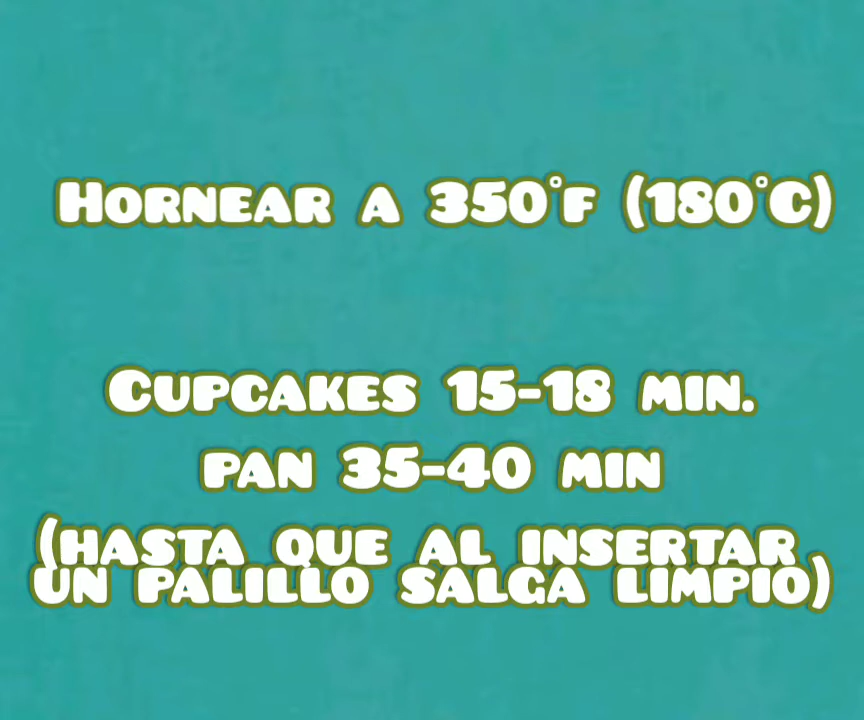 Hornear a 350°F (180°C)
Cupcakes 15-18 min.
pan 35-40 min
(hasta que al insertar
un palillo salga limpio)